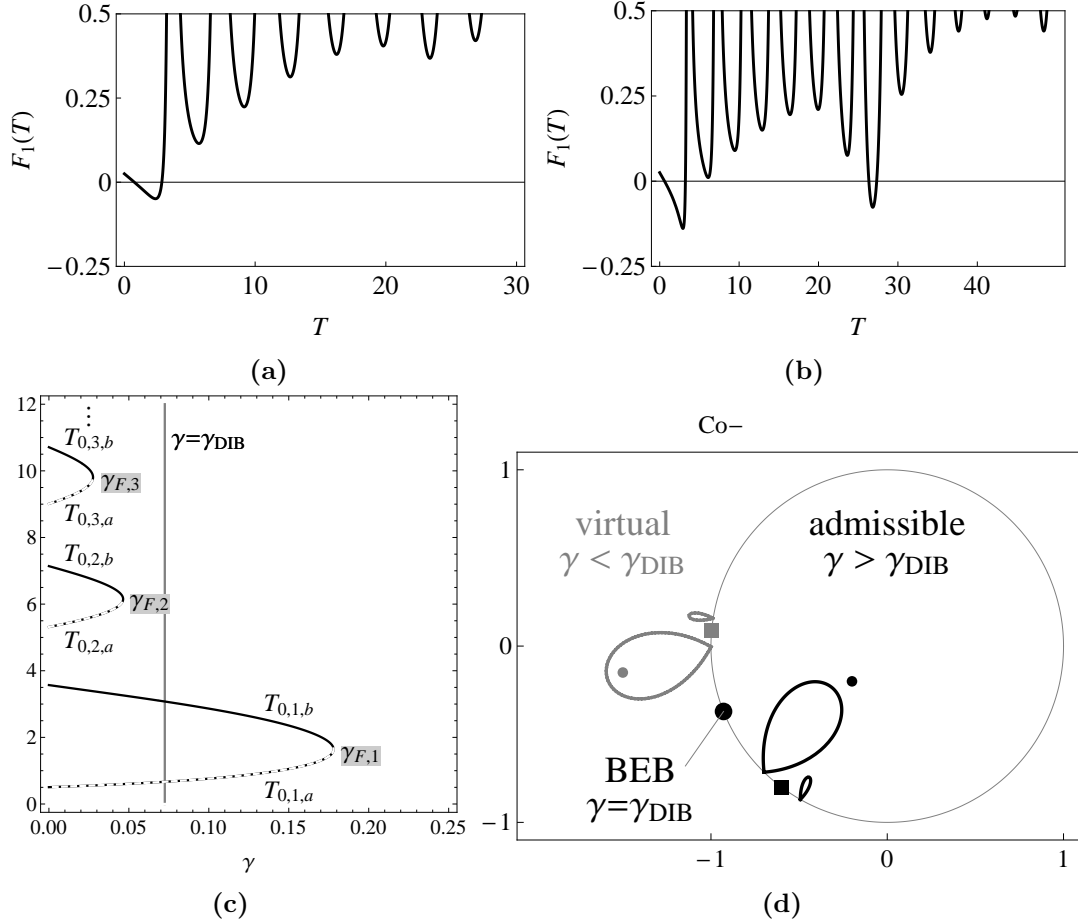 0.5
0.25
0
−0.25
F₁(T)
0
10
20
30
T
(a)
0.5
0.25
0
−0.25
F₁(T)
0
10
20
30
40
T
(b)
12
10
8
6
4
2
0
T₀,₃,b
γF,3
T₀,₃,a
T₀,₂,b
γF,2
T₀,₂,a
T₀,₁,b
γF,1
T₀,₁,a
γ=γDIB
0.00
0.05
0.10
0.15
0.20
0.25
γ
(c)
Co−
1
0
−1
virtual
γ < γDIB
admissible
γ > γDIB
BEB
γ=γDIB
−1
0
1
(d)